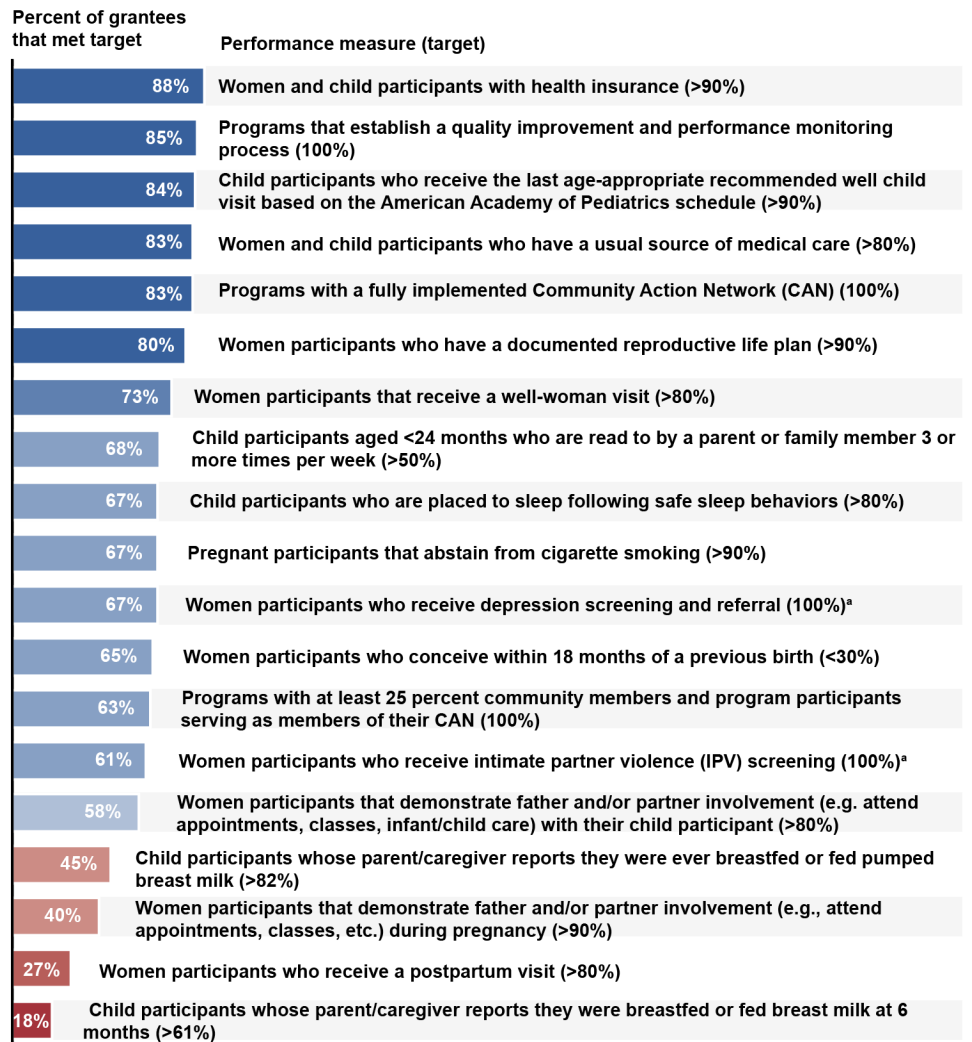 Percent of grantees
that met target
Performance measure (target)
88% Women and child participants with health insurance (>90%)
85% Programs that establish a quality improvement and performance monitoring
process (100%)
84% Child participants who receive the last age-appropriate recommended well child
visit based on the American Academy of Pediatrics schedule (>90%)
83% Women and child participants who have a usual source of medical care (>80%)
83% Programs with a fully implemented Community Action Network (CAN) (100%)
80% Women participants who have a documented reproductive life plan (>90%)
73% Women participants that receive a well-woman visit (>80%)
68% Child participants aged <24 months who are read to by a parent or family member 3 or
more times per week (>50%)
67% Child participants who are placed to sleep following safe sleep behaviors (>80%)
67% Pregnant participants that abstain from cigarette smoking (>90%)
67% Women participants who receive depression screening and referral (100%)ª
65% Women participants who conceive within 18 months of a previous birth (<30%)
63% Programs with at least 25 percent community members and program participants
serving as members of their CAN (100%)
61% Women participants who receive intimate partner violence (IPV) screening (100%)ª
58% Women participants that demonstrate father and/or partner involvement (e.g. attend
appointments, classes, infant/child care) with their child participant (>80%)
45% Child participants whose parent/caregiver reports they were ever breastfed or fed pumped
breast milk (>82%)
40% Women participants that demonstrate father and/or partner involvement (e.g., attend
appointments, classes, etc.) during pregnancy (>90%)
27% Women participants who receive a postpartum visit (>80%)
18% Child participants whose parent/caregiver reports they were breastfed or fed breast milk at 6
months (>61%)